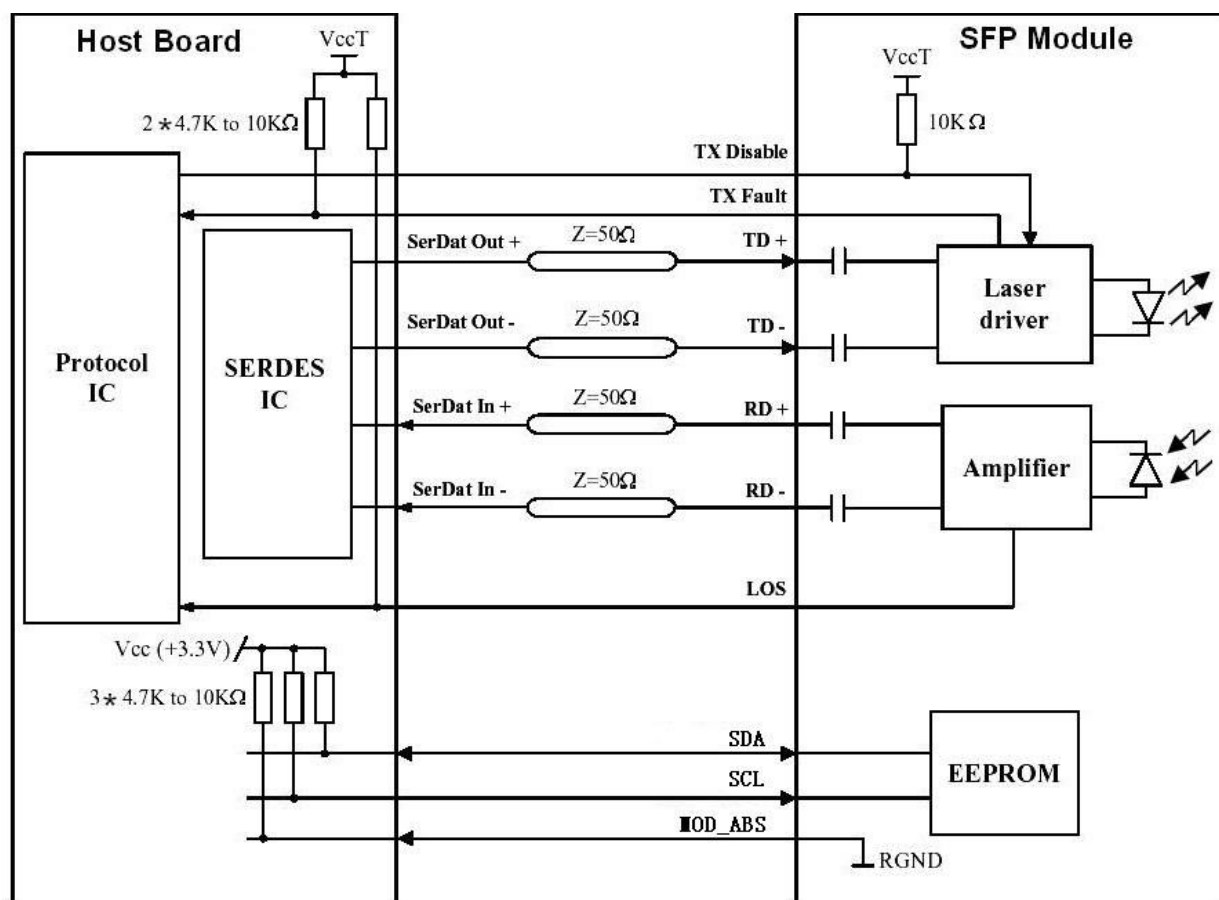 Host Board
SFP Module
VccT
VccT
2*4.7K to 10KΩ
10KΩ
TX Disable
TX Fault
SerDat Out +
Z=50Ω
TD +
Laser
driver
SerDat Out -
Z=50Ω
TD -
Protocol
IC
SERDES
IC
SerDat In +
Z=50Ω
RD +
Amplifier
SerDat In -
Z=50Ω
RD -
LOS
Vcc (+3.3V)
3*4.7K to 10KΩ
SDA
EEPROM
SCL
MOD_ABS
RGND